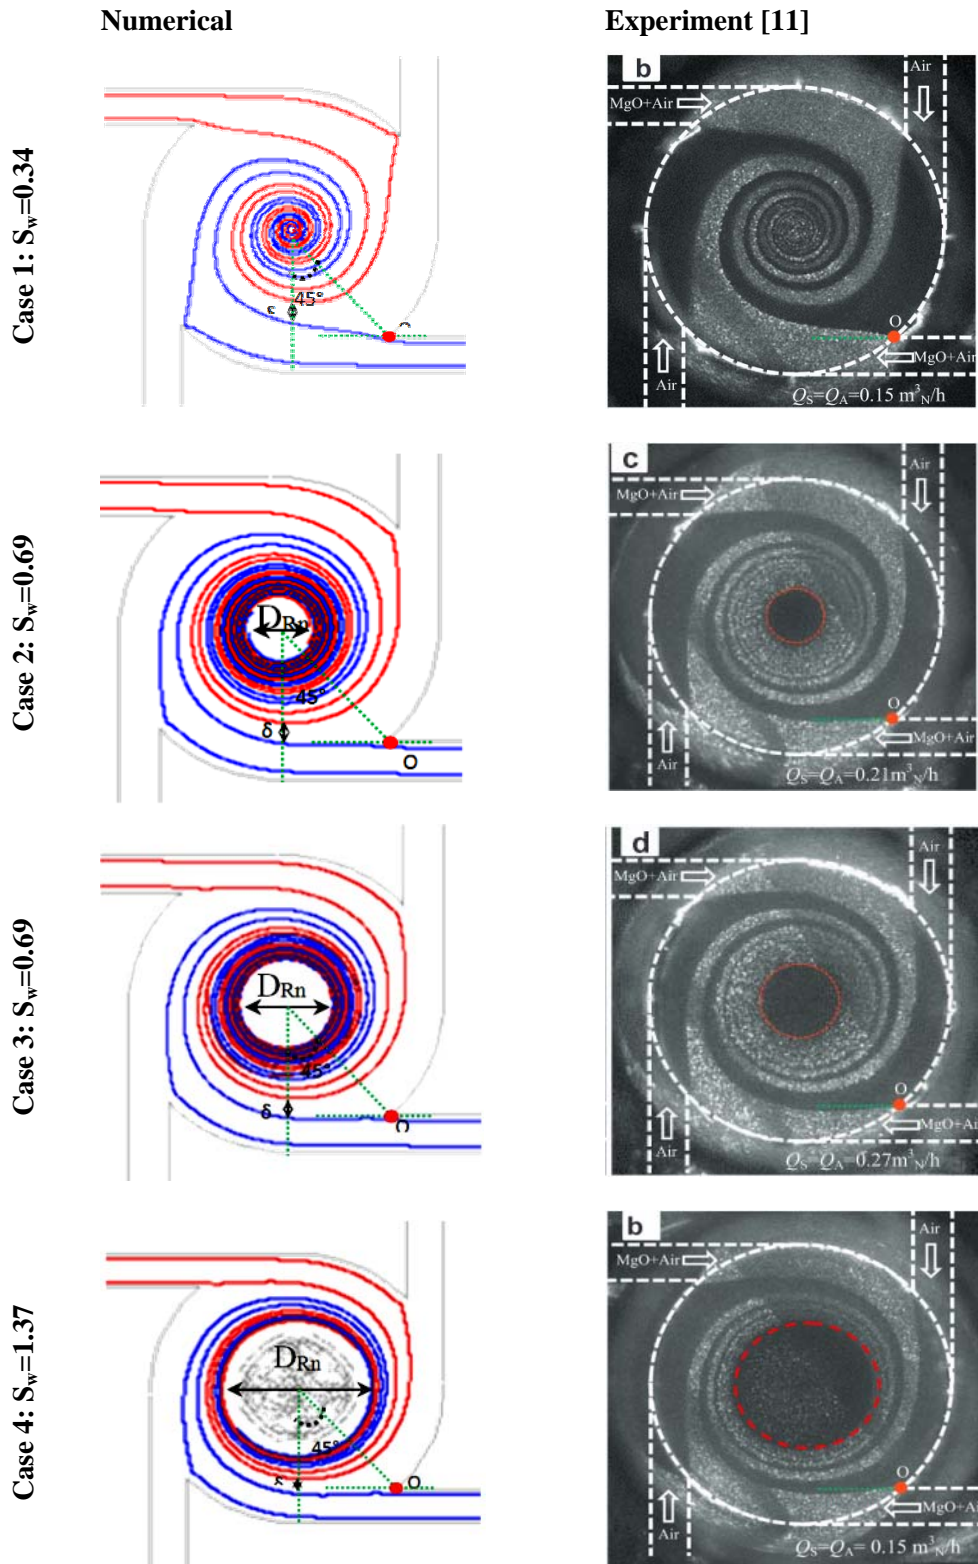 Numerical
Experiment [11]
Case 1: Sw=0.34
45°
b
Air
MgO+Air
O
MgO+Air
Air
QS=QA=0.15 m³N/h
Case 2: Sw=0.69
DRn
45°
δ
O
c
Air
MgO+Air
O
MgO+Air
Air
QS=QA=0.21m³N/h
Case 3: Sw=0.69
DRn
45°
δ
d
Air
MgO+Air
O
MgO+Air
Air
QS=QA=0.27m³N/h
Case 4: Sw=1.37
DRn
45°
O
b
Air
MgO+Air
O
MgO+Ai
Air
QS=QA= 0.15 m³N/h